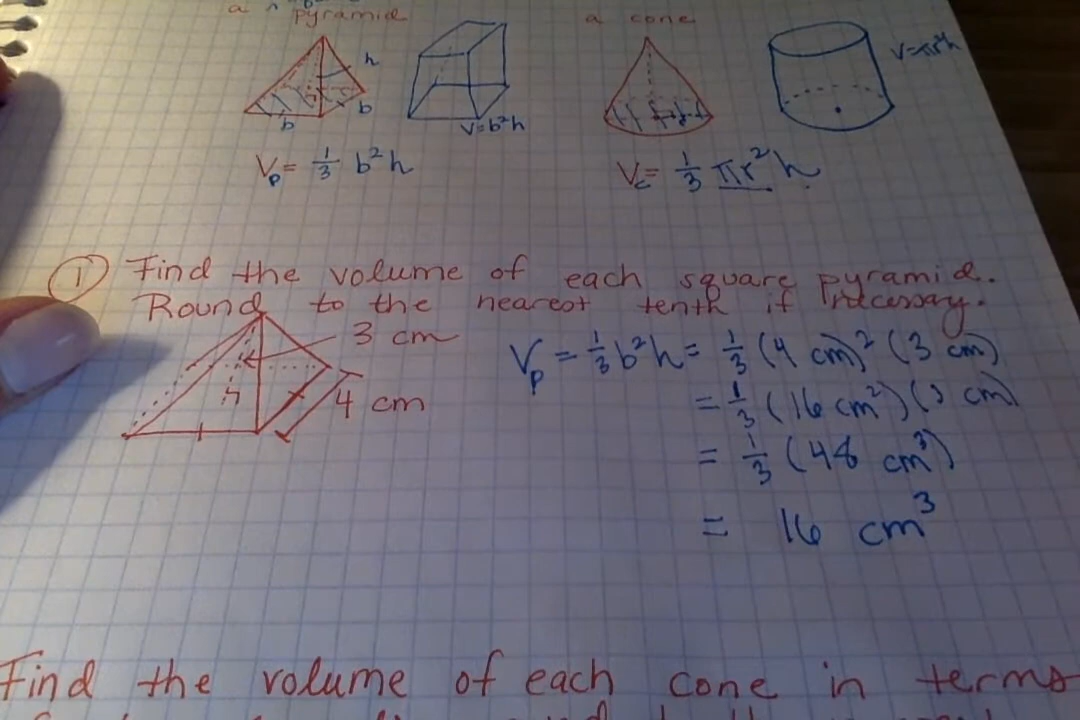 a pyramid
a cone
h
b
b
V=b²h
V=πr²h
Vp = 1/3 b²h
Vc = 1/3 πr²h
① Find the volume of each square pyramid.
Round to the nearest tenth if necessary.
3 cm
4 cm
Vp = 1/3 b²h = 1/3 (4 cm)² (3 cm)
= 1/3 (16 cm²)(3 cm)
= 1/3 (48 cm³)
= 16 cm³
Find the volume of each cone in terms